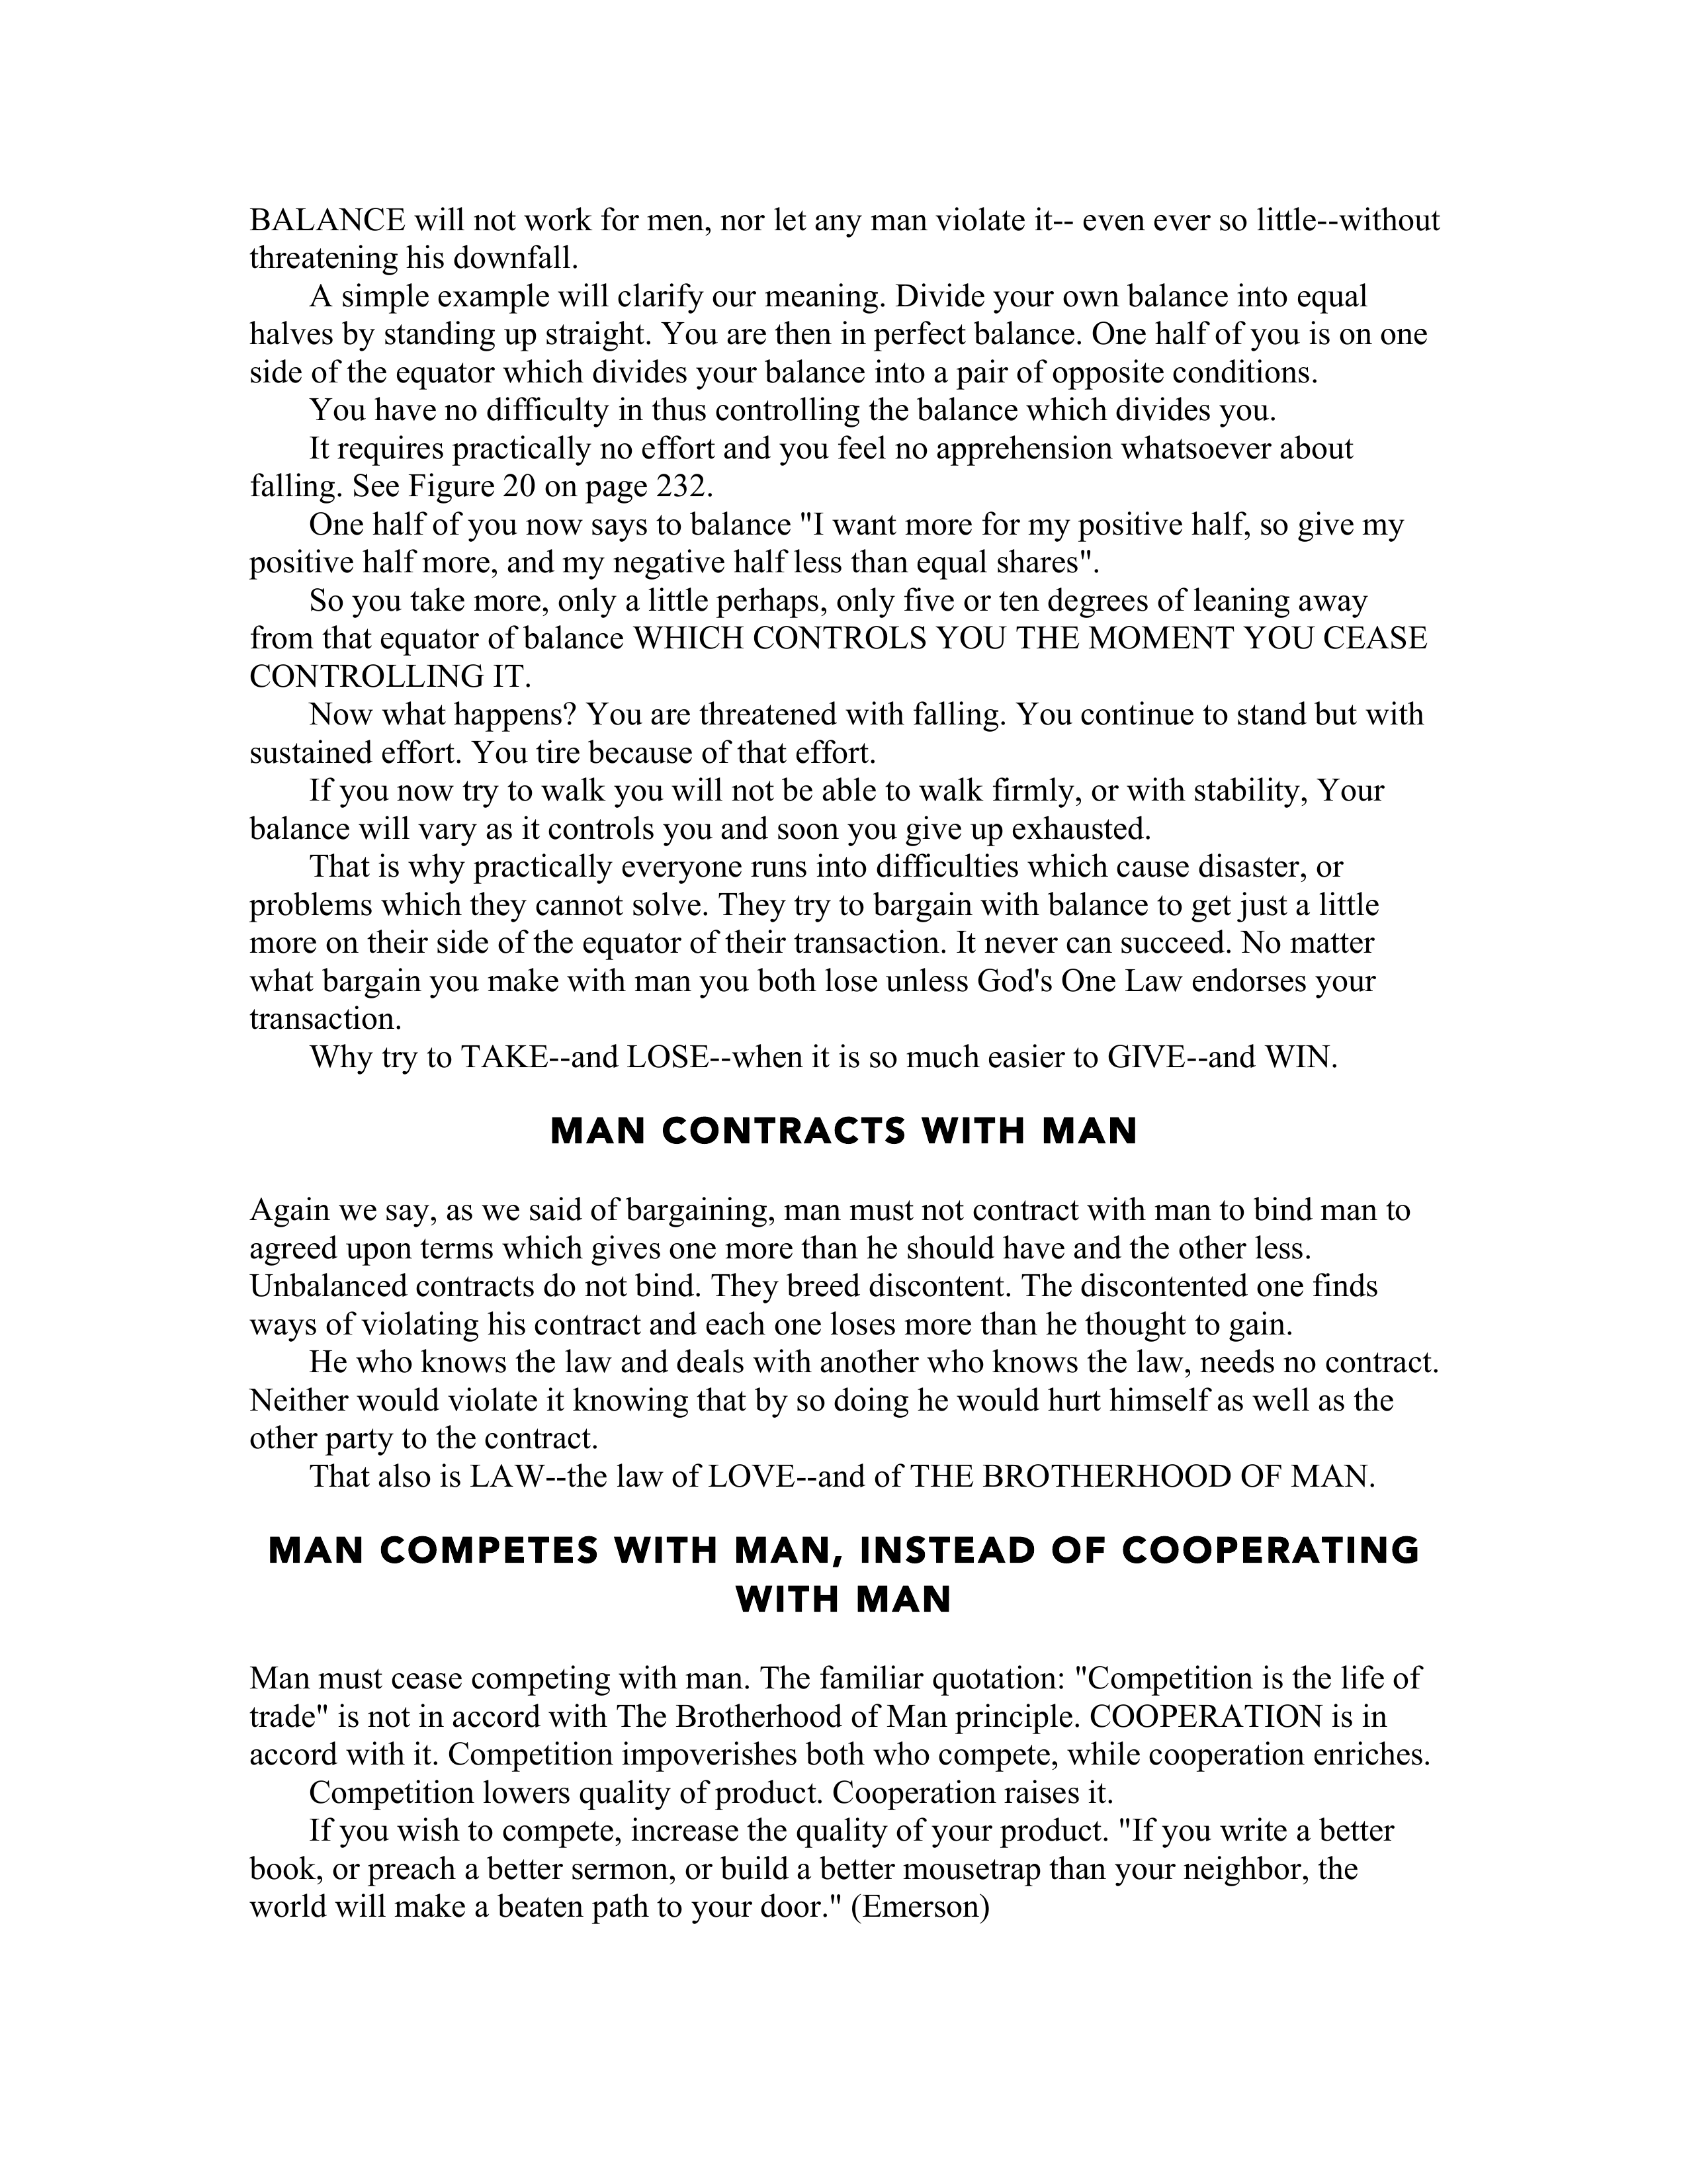 BALANCE will not work for men, nor let any man violate it-- even ever so little--without
threatening his downfall.
A simple example will clarify our meaning. Divide your own balance into equal
halves by standing up straight. You are then in perfect balance. One half of you is on one
side of the equator which divides your balance into a pair of opposite conditions.
You have no difficulty in thus controlling the balance which divides you.
It requires practically no effort and you feel no apprehension whatsoever about
falling. See Figure 20 on page 232.
One half of you now says to balance "I want more for my positive half, so give my
positive half more, and my negative half less than equal shares".
So you take more, only a little perhaps, only five or ten degrees of leaning away
from that equator of balance WHICH CONTROLS YOU THE MOMENT YOU CEASE
CONTROLLING IT.
Now what happens? You are threatened with falling. You continue to stand but with
sustained effort. You tire because of that effort.
If you now try to walk you will not be able to walk firmly, or with stability, Your
balance will vary as it controls you and soon you give up exhausted.
That is why practically everyone runs into difficulties which cause disaster, or
problems which they cannot solve. They try to bargain with balance to get just a little
more on their side of the equator of their transaction. It never can succeed. No matter
what bargain you make with man you both lose unless God's One Law endorses your
transaction.
Why try to TAKE--and LOSE--when it is so much easier to GIVE--and WIN.
MAN CONTRACTS WITH MAN
Again we say, as we said of bargaining, man must not contract with man to bind man to
agreed upon terms which gives one more than he should have and the other less.
Unbalanced contracts do not bind. They breed discontent. The discontented one finds
ways of violating his contract and each one loses more than he thought to gain.
He who knows the law and deals with another who knows the law, needs no contract.
Neither would violate it knowing that by so doing he would hurt himself as well as the
other party to the contract.
That also is LAW--the law of LOVE--and of THE BROTHERHOOD OF MAN.
MAN COMPETES WITH MAN, INSTEAD OF COOPERATING
WITH MAN
Man must cease competing with man. The familiar quotation: "Competition is the life of
trade" is not in accord with The Brotherhood of Man principle. COOPERATION is in
accord with it. Competition impoverishes both who compete, while cooperation enriches.
Competition lowers quality of product. Cooperation raises it.
If you wish to compete, increase the quality of your product. "If you write a better
book, or preach a better sermon, or build a better mousetrap than your neighbor, the
world will make a beaten path to your door." (Emerson)